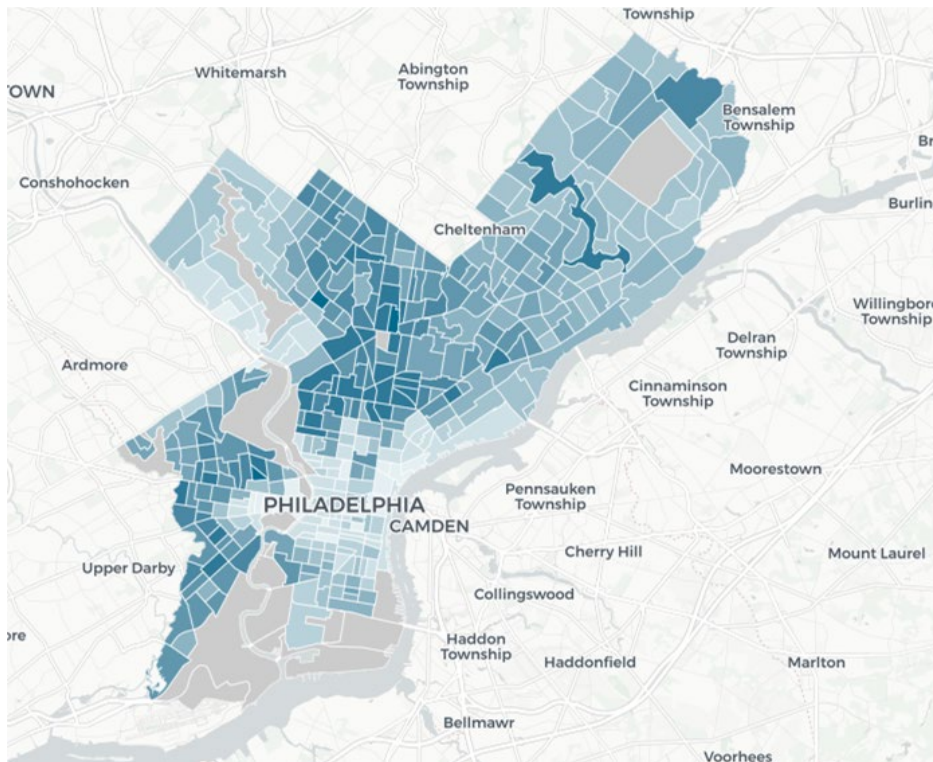 Township
Whitemarsh
Abington
Township
TOWN
Bensalem
Township
Br
Conshohocken
Burlin
Cheltenham
Willingboro
Township
Delran
Township
Ardmore
Cinnaminson
Township
Moorestown
Pennsauken
Township
PHILADELPHIA
CAMDEN
Cherry Hill
Mount Laurel
Upper Darby
Collingswood
ore
Haddon
Township
Haddonfield
Marlton
Bellmawr
Voorhees